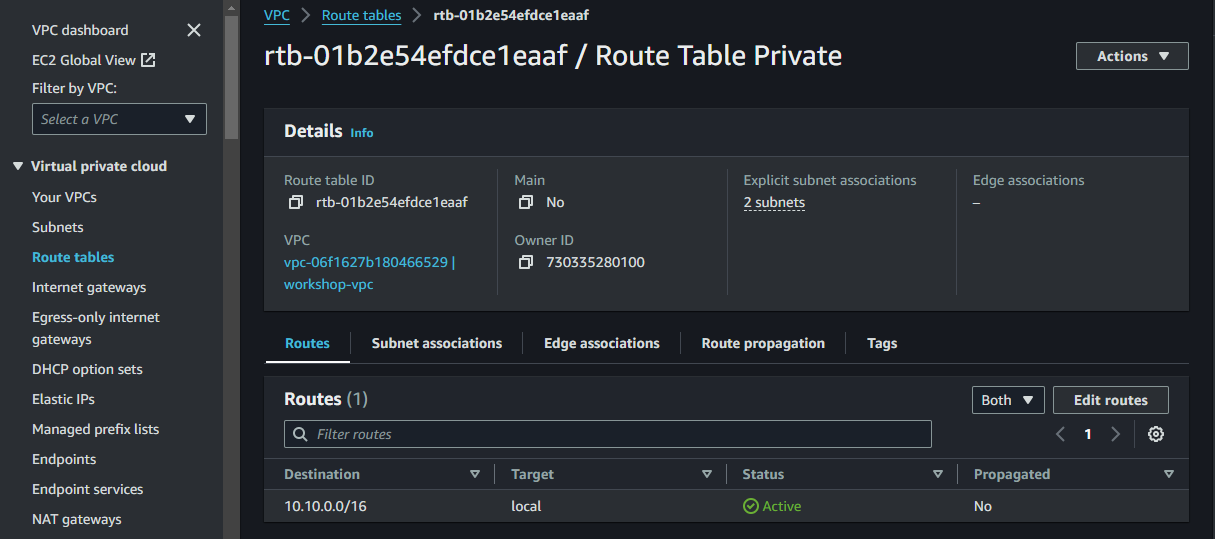 VPC dashboard
EC2 Global View
Filter by VPC:
Select a VPC
Virtual private cloud
Your VPCs
Subnets
Route tables
Internet gateways
Egress-only internet
gateways
DHCP option sets
Elastic IPs
Managed prefix lists
Endpoints
Endpoint services
NAT gateways
VPC Route tables rtb-01b2e54efdce1eaaf
rtb-01b2e54efdce1eaaf / Route Table Private
Actions
Details Info
Route table ID
rtb-01b2e54efdce1eaaf
Main
No
Explicit subnet associations
2 subnets
Edge associations
–
VPC
vpc-06f1627b180466529 |
workshop-vpc
Owner ID
730335280100
Routes Subnet associations Edge associations Route propagation Tags
Routes (1)
Both
Edit routes
Filter routes
1
Destination Target Status Propagated
10.10.0.0/16 local Active No